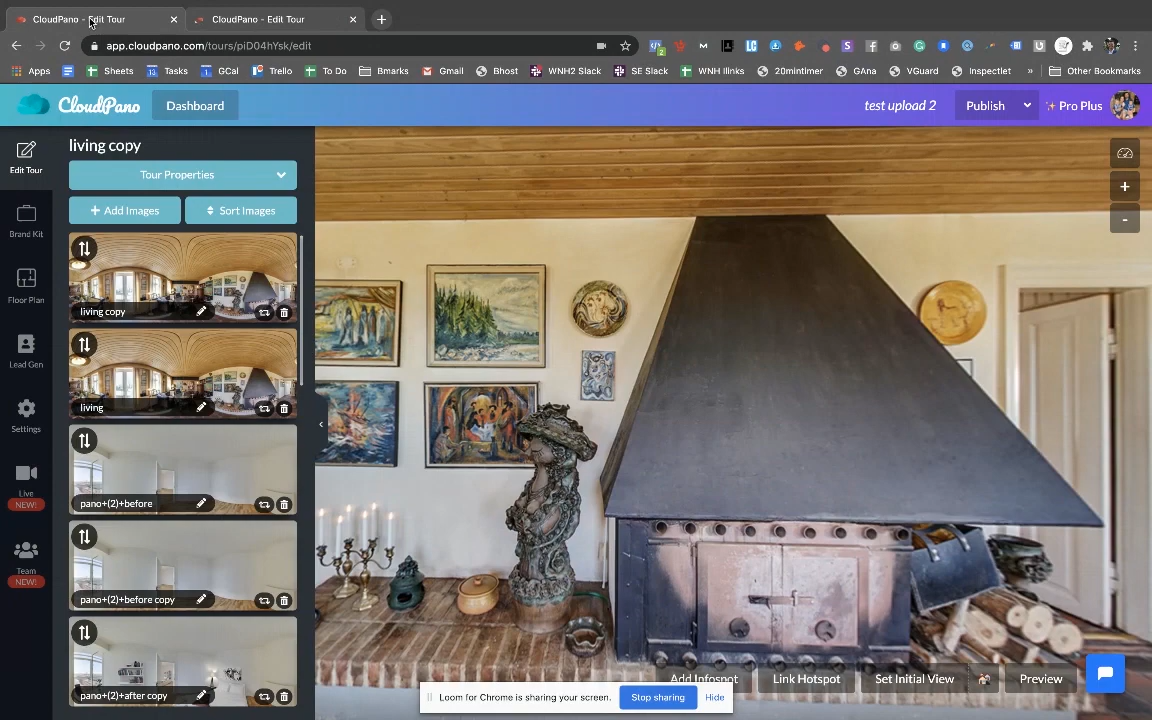 CloudPano - Edit Tour
CloudPano - Edit Tour
app.cloudpano.com/tours/piD04hYsk/edit
Apps
Sheets
Tasks
GCal
Trello
To Do
Bmarks
Gmail
Bhost
WNH2 Slack
SE Slack
WNH Ilinks
20mintimer
GAna
VGuard
Inspectlet
»
Other Bookmarks
CloudPano
Dashboard
test upload 2
Publish
Pro Plus
Edit Tour
Brand Kit
Floor Plan
Lead Gen
Settings
Live
NEW!
Team
NEW!
living copy
Tour Properties
+ Add Images
Sort Images
living copy
living
pano+(2)+before
pano+(2)+before copy
pano+(2)+after copy
+
-
Add Infospot
Link Hotspot
Set Initial View
Preview
Loom for Chrome is sharing your screen.
Stop sharing
Hide